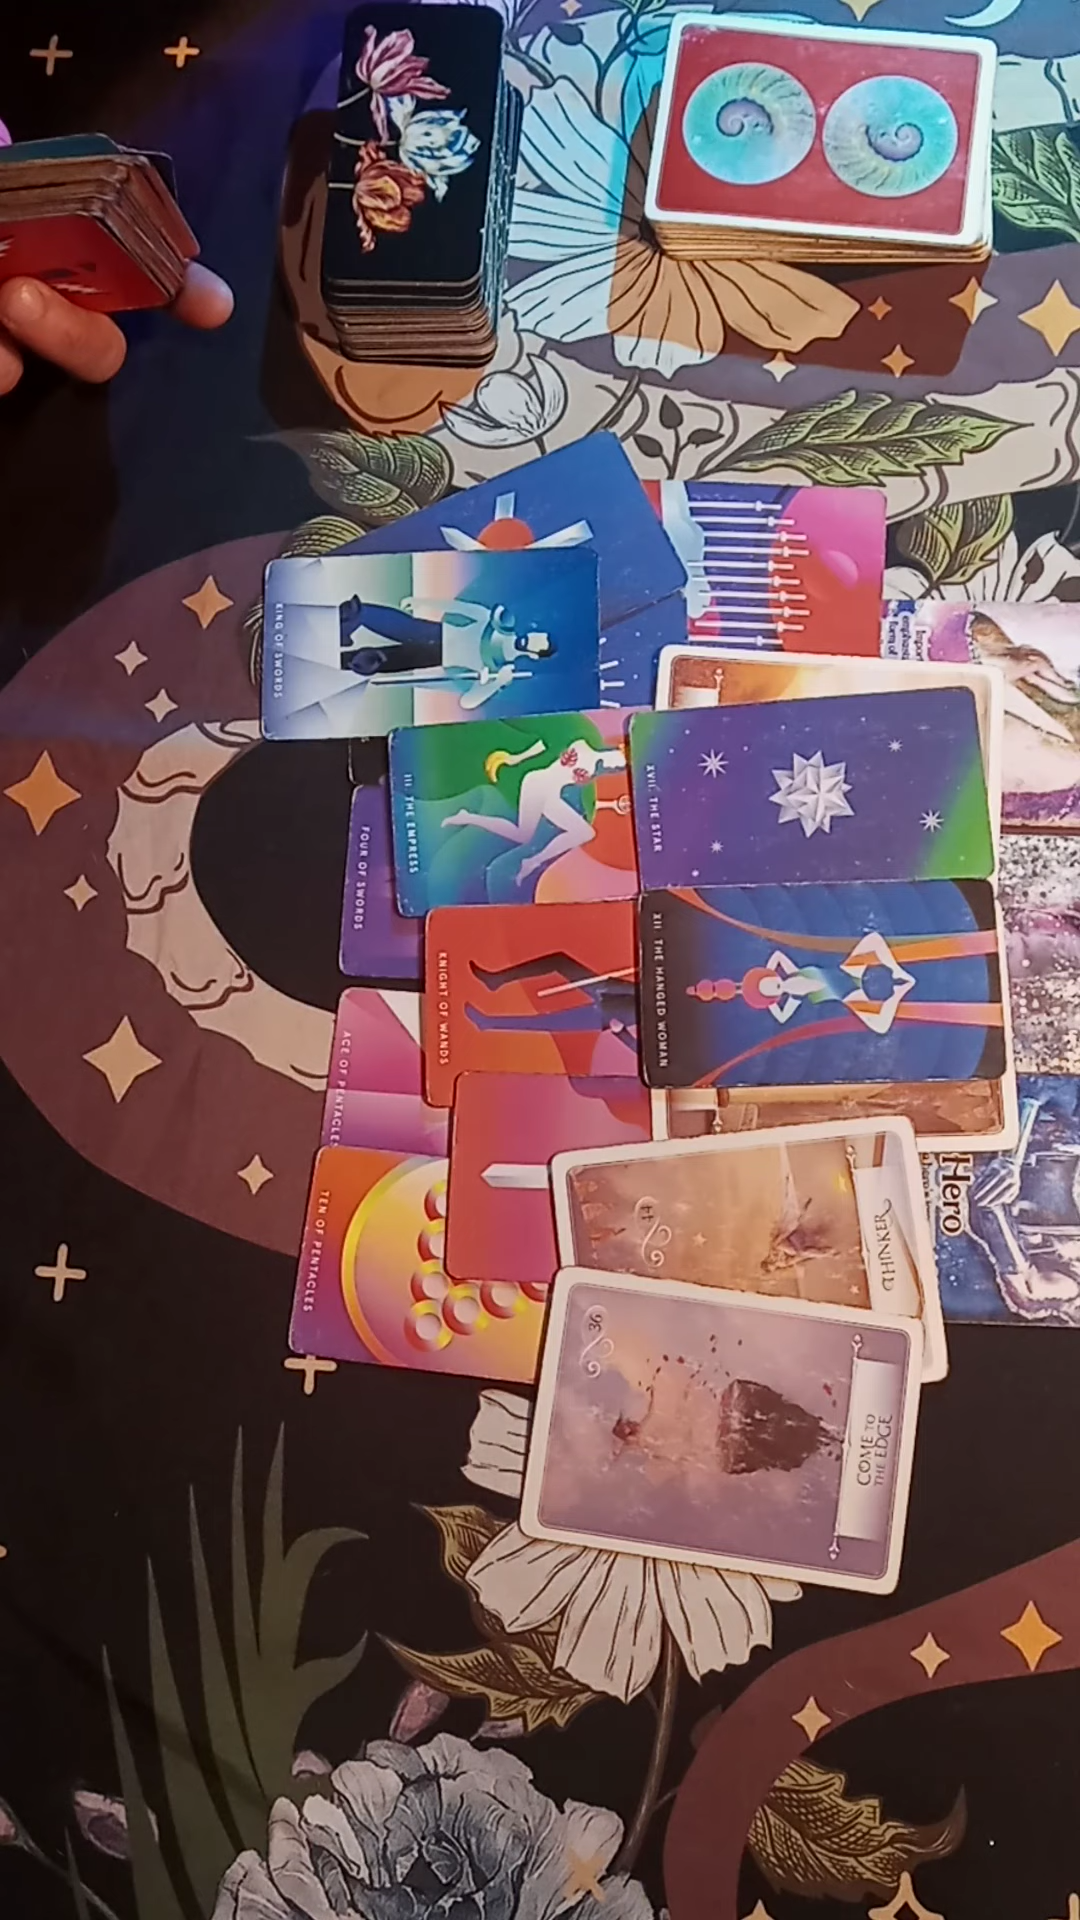 KING OF SWORDS
III. THE EMPRESS
XVII. THE STAR
FOUR OF SWORDS
KNIGHT OF WANDS
XII THE HANGED WOMAN
ACE OF PENTACLES
TEN OF PENTACLES
44
THINKER
Hero
36
COME TO
THE EDGE